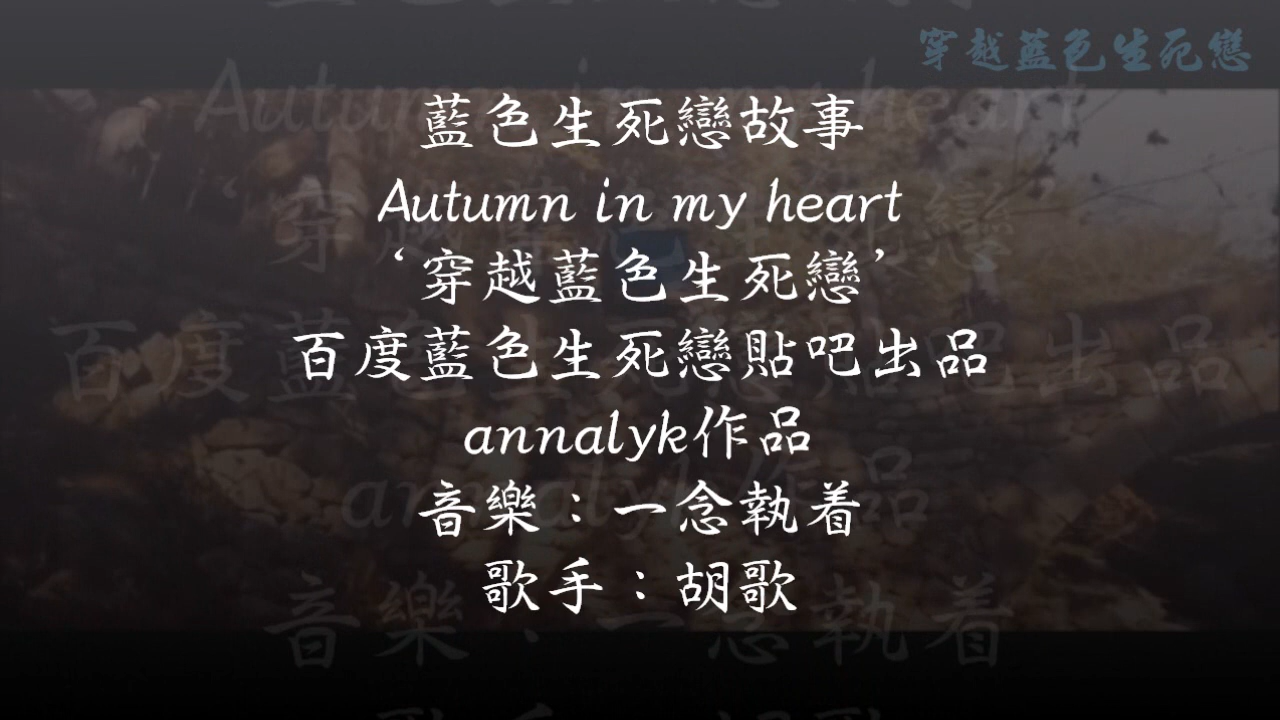 穿越藍色生死戀
藍色生死戀故事
Autumn in my heart
‘穿越藍色生死戀’
百度藍色生死戀貼吧出品
annalyk作品
音樂：一念執着
歌手：胡歌